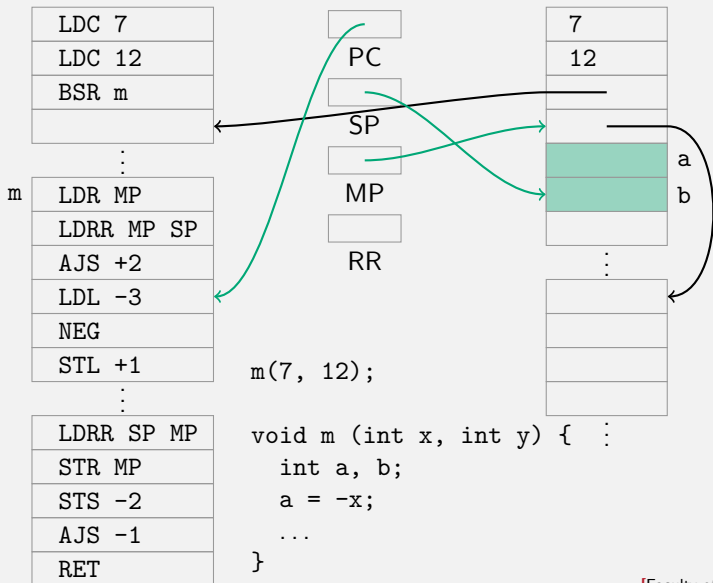 LDC 7
LDC 12
BSR m
⋮
m
LDR MP
LDRR MP SP
AJS +2
LDL -3
NEG
STL +1
⋮
LDRR SP MP
STR MP
STS -2
AJS -1
RET
PC
SP
MP
RR
m(7, 12);
void m (int x, int y) {
int a, b;
a = -x;
...
}
7
12
a
b
⋮
⋮